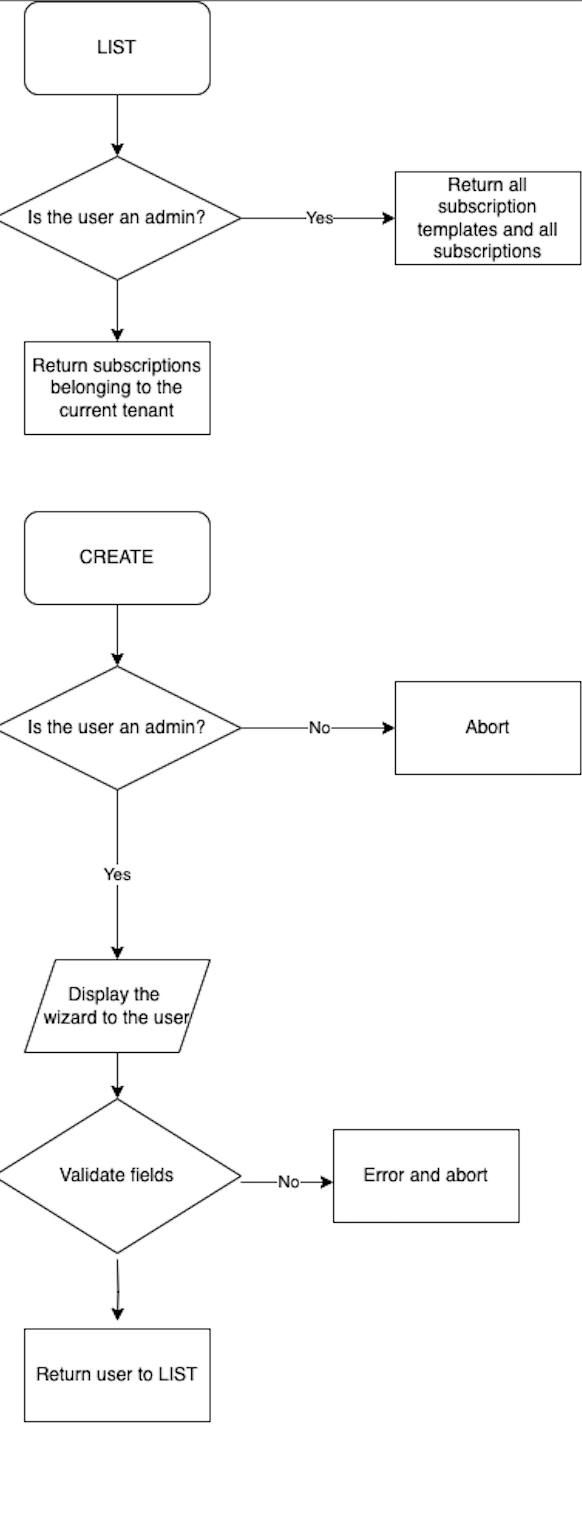 LIST
Is the user an admin?
Yes
Return all
subscription
templates and all
subscriptions
Return subscriptions
belonging to the
current tenant
CREATE
Is the user an admin?
No
Abort
Yes
Display the
wizard to the user
Validate fields
No
Error and abort
Return user to LIST